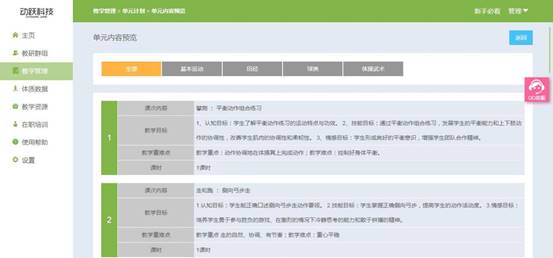 动跃科技
教学管理 > 单元计划 > 单元内容预览
新手必看 管理
主页
教研群组
教学管理
体质数据
教学资源
在职培训
使用帮助
设置
单元内容预览
返回
全部 基本运动 田径 球类 体操武术
QQ客服
1
课次内容 攀爬 : 平衡动作组合练习
教学目标 1、认知目标:学生了解平衡动作练习的运动特点与功效。 2、技能目标:通过平衡动作组合练习,发展学生的平衡能力和上下肢动
作的协调性,改善学生肌肉的协调性和柔韧性。 3、情感目标:学生形成良好的平衡意识,增强学生团队合作精神。
教学重难点 教学重点:动作协调地在体操其上完成动作;教学难点:控制好身体平衡。
课时 1课时
2
课次内容 走和跑 : 侧向弓步走
教学目标 1.认知目标:学生能正确口述侧向弓步走动作要领。 2.技能目标:学生掌握正确侧向弓步,提高学生的动作活动度。 3.情感目标:
培养学生勇于参与胜负的游戏,在激烈的情况下冷静思考的能力和敢于拼搏的精神。
教学重难点 教学重点 走的自然、协调、有节奏;教学难点:重心平稳
课时 1课时